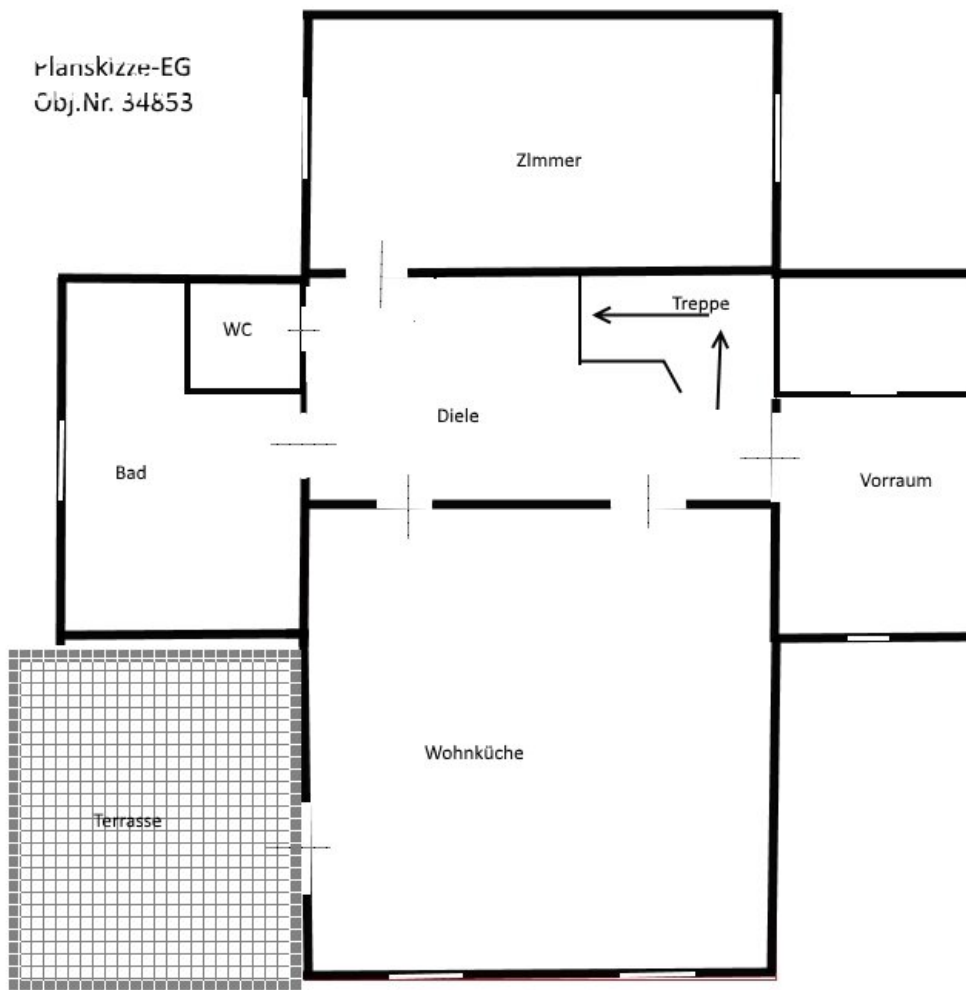 Planskizze-EG
Obj.Nr. 34853
ZImmer
Treppe
WC
Diele
Bad
Vorraum
Wohnküche
Terrasse